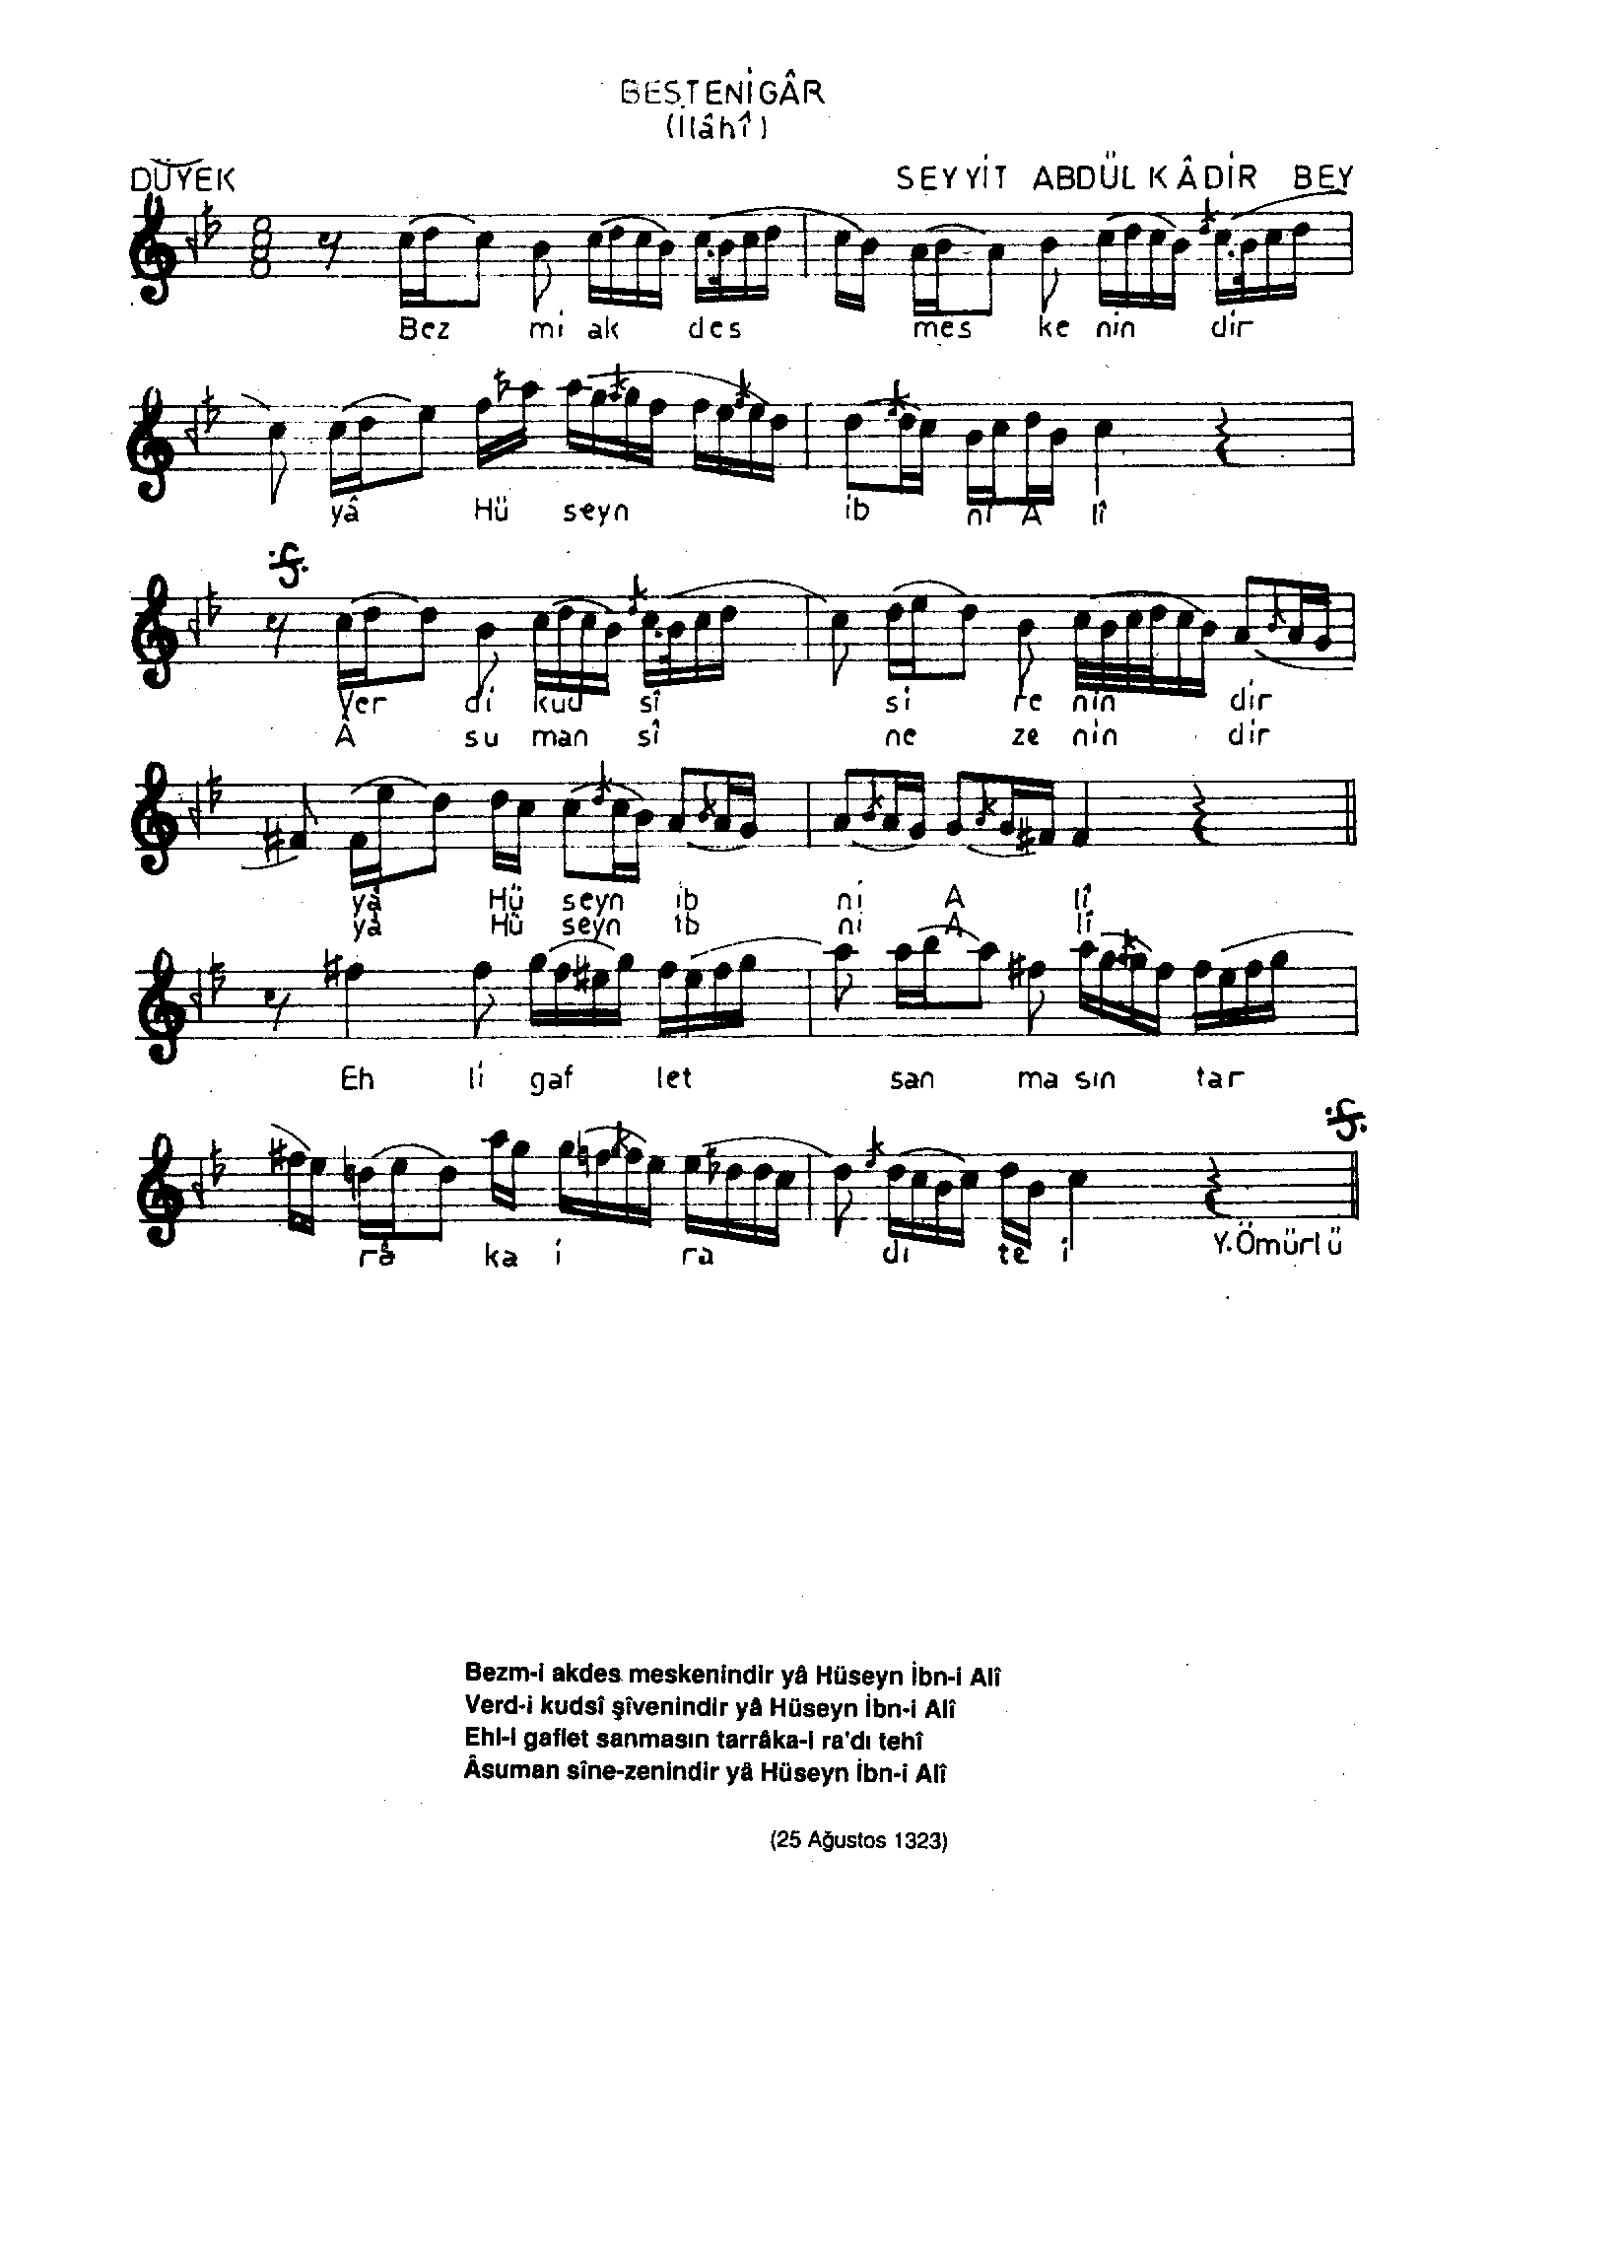 BESTENİGÂR
(İlâhî)
DÜYEK SEYYİT ABDÜLKÂDİR BEY
8 8
Bez mi ak des mes ke nin dir
yâ Hü seyn ib ni A lî
Ver di kud sî si re nin dir
Â su man sî ne ze nin dir
yâ Hü seyn ib ni A lî
yâ Hü seyn ib ni A lî
Eh li gaf let san ma sın tar
râ ka i ra dı te i Y.Ömürlü
Bezm-i akdes meskenindir yâ Hüseyn İbn-i Alî
Verd-i kudsî şîvenindir yâ Hüseyn İbn-i Alî
Ehl-i gaflet sanmasın tarrâka-i ra'dı tehî
Âsuman sîne-zenindir yâ Hüseyn İbn-i Alî
(25 Ağustos 1323)